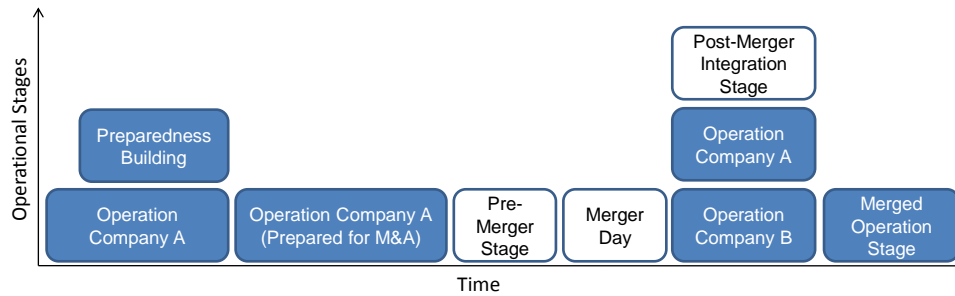 Operational Stages
Post-Merger
Integration
Stage
Preparedness
Building
Operation
Company A
Operation
Company A
Operation Company A
(Prepared for M&A)
Pre-
Merger
Stage
Merger
Day
Operation
Company B
Merged
Operation
Stage
Time